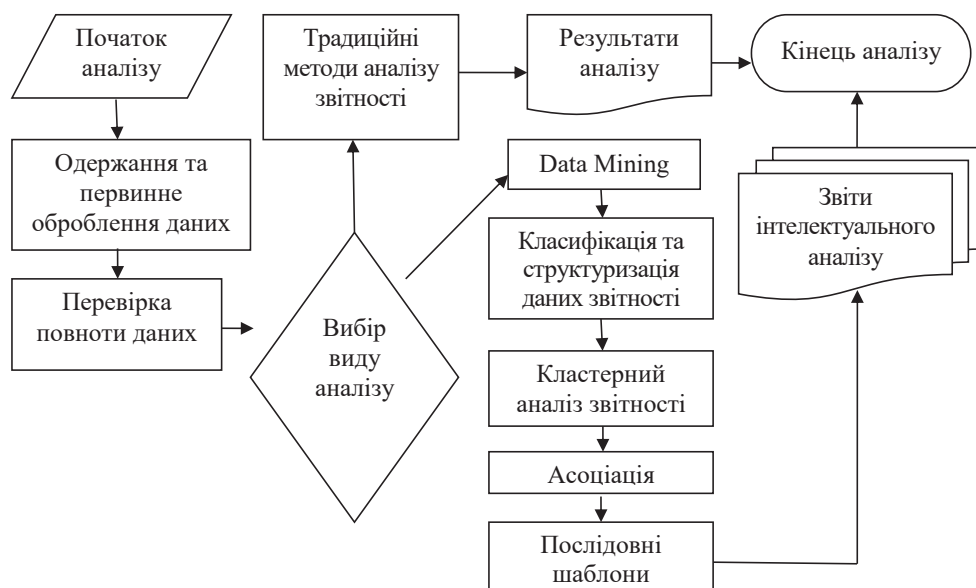 Початок
аналізу
Одержання та
первинне
оброблення даних
Перевірка
повноти даних
Вибір
виду
аналізу
Традиційні
методи аналізу
звітності
Результати
аналізу
Кінець аналізу
Data Mining
Класифікація та
структуризація
даних звітності
Кластерний
аналіз звітності
Асоціація
Послідовні
шаблони
Звіти
інтелектуального
аналізу